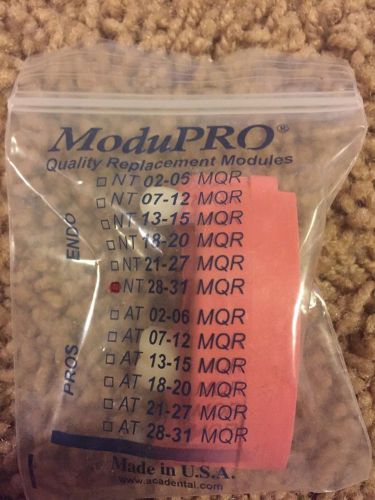 ModuPRO®
Quality Replacement Modules
ENDO
NT 02-06 MQR
NT 07-12 MQR
NT 13-15 MQR
NT 18-20 MQR
NT 21-27 MQR
NT 28-31 MQR
PROS
AT 02-06 MQR
AT 07-12 MQR
AT 13-15 MQR
AT 18-20 MQR
AT 21-27 MQR
AT 28-31 MQR
Made in U.S.A.
www.acadental.com